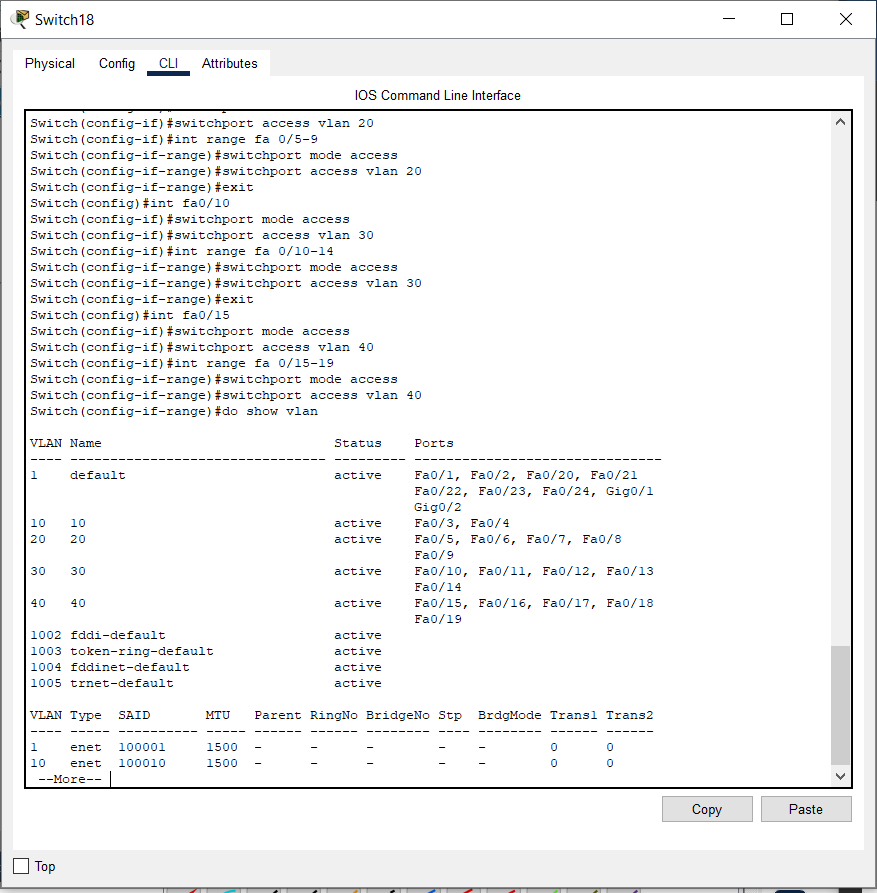 Switch18
Physical Config CLI Attributes
IOS Command Line Interface
Switch(config-if)#switchport access vlan 20
Switch(config-if)#int range fa 0/5-9
Switch(config-if-range)#switchport mode access
Switch(config-if-range)#switchport access vlan 20
Switch(config-if-range)#exit
Switch(config)#int fa0/10
Switch(config-if)#switchport mode access
Switch(config-if)#switchport access vlan 30
Switch(config-if)#int range fa 0/10-14
Switch(config-if-range)#switchport mode access
Switch(config-if-range)#switchport access vlan 30
Switch(config-if-range)#exit
Switch(config)#int fa0/15
Switch(config-if)#switchport mode access
Switch(config-if)#switchport access vlan 40
Switch(config-if)#int range fa 0/15-19
Switch(config-if-range)#switchport mode access
Switch(config-if-range)#switchport access vlan 40
Switch(config-if-range)#do show vlan
VLAN Name                             Status    Ports
---- -------------------------------- --------- -------------------------------
1    default                          active    Fa0/1, Fa0/2, Fa0/20, Fa0/21
                                                Fa0/22, Fa0/23, Fa0/24, Gig0/1
                                                Gig0/2
10   10                               active    Fa0/3, Fa0/4
20   20                               active    Fa0/5, Fa0/6, Fa0/7, Fa0/8
                                                Fa0/9
30   30                               active    Fa0/10, Fa0/11, Fa0/12, Fa0/13
                                                Fa0/14
40   40                               active    Fa0/15, Fa0/16, Fa0/17, Fa0/18
                                                Fa0/19
1002 fddi-default                     active
1003 token-ring-default               active
1004 fddinet-default                  active
1005 trnet-default                    active
VLAN Type  SAID       MTU   Parent RingNo BridgeNo Stp  BrdgMode Trans1 Trans2
---- ----- ---------- ----- ------ ------ -------- ---- -------- ------ ------
1    enet  100001     1500  -      -      -        -    -        0      0
10   enet  100010     1500  -      -      -        -    -        0      0
 --More--
Copy Paste
Top